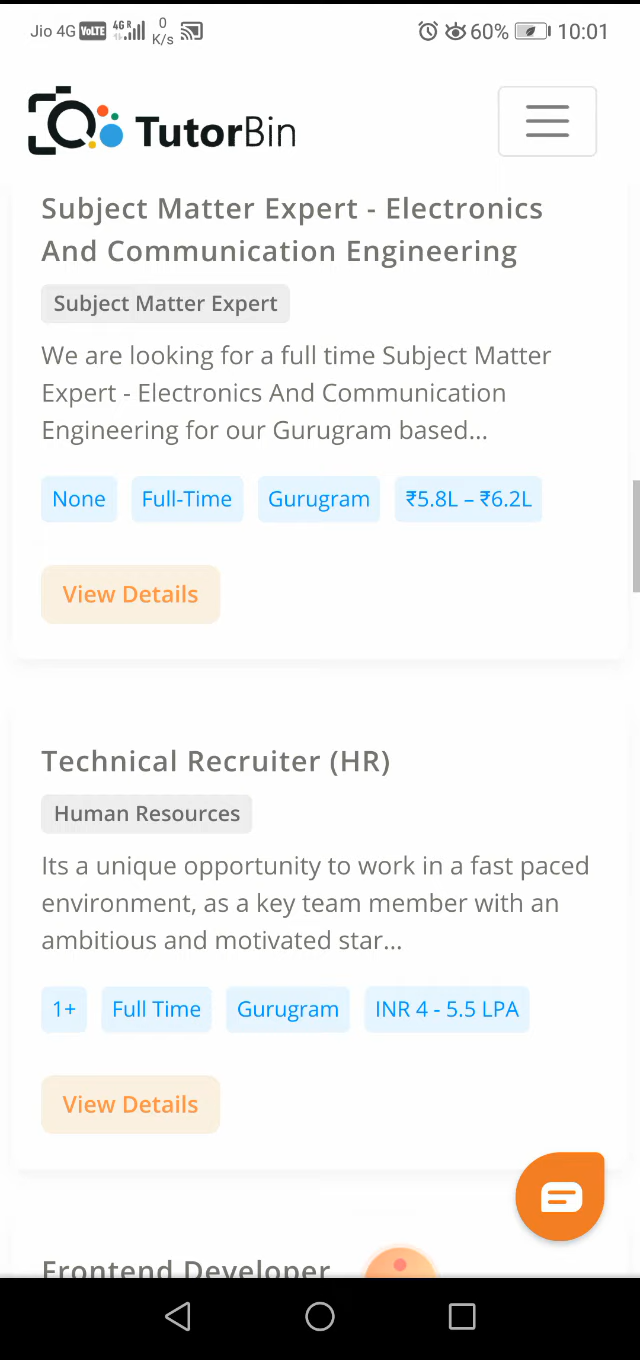 Jio 4G VoLTE 4G R 0 K/s 60% 10:01
TutorBin
Subject Matter Expert - Electronics
And Communication Engineering
Subject Matter Expert
We are looking for a full time Subject Matter
Expert - Electronics And Communication
Engineering for our Gurugram based...
None Full-Time Gurugram ₹5.8L – ₹6.2L
View Details
Technical Recruiter (HR)
Human Resources
Its a unique opportunity to work in a fast paced
environment, as a key team member with an
ambitious and motivated star...
1+ Full Time Gurugram INR 4 - 5.5 LPA
View Details
Frontend Developer